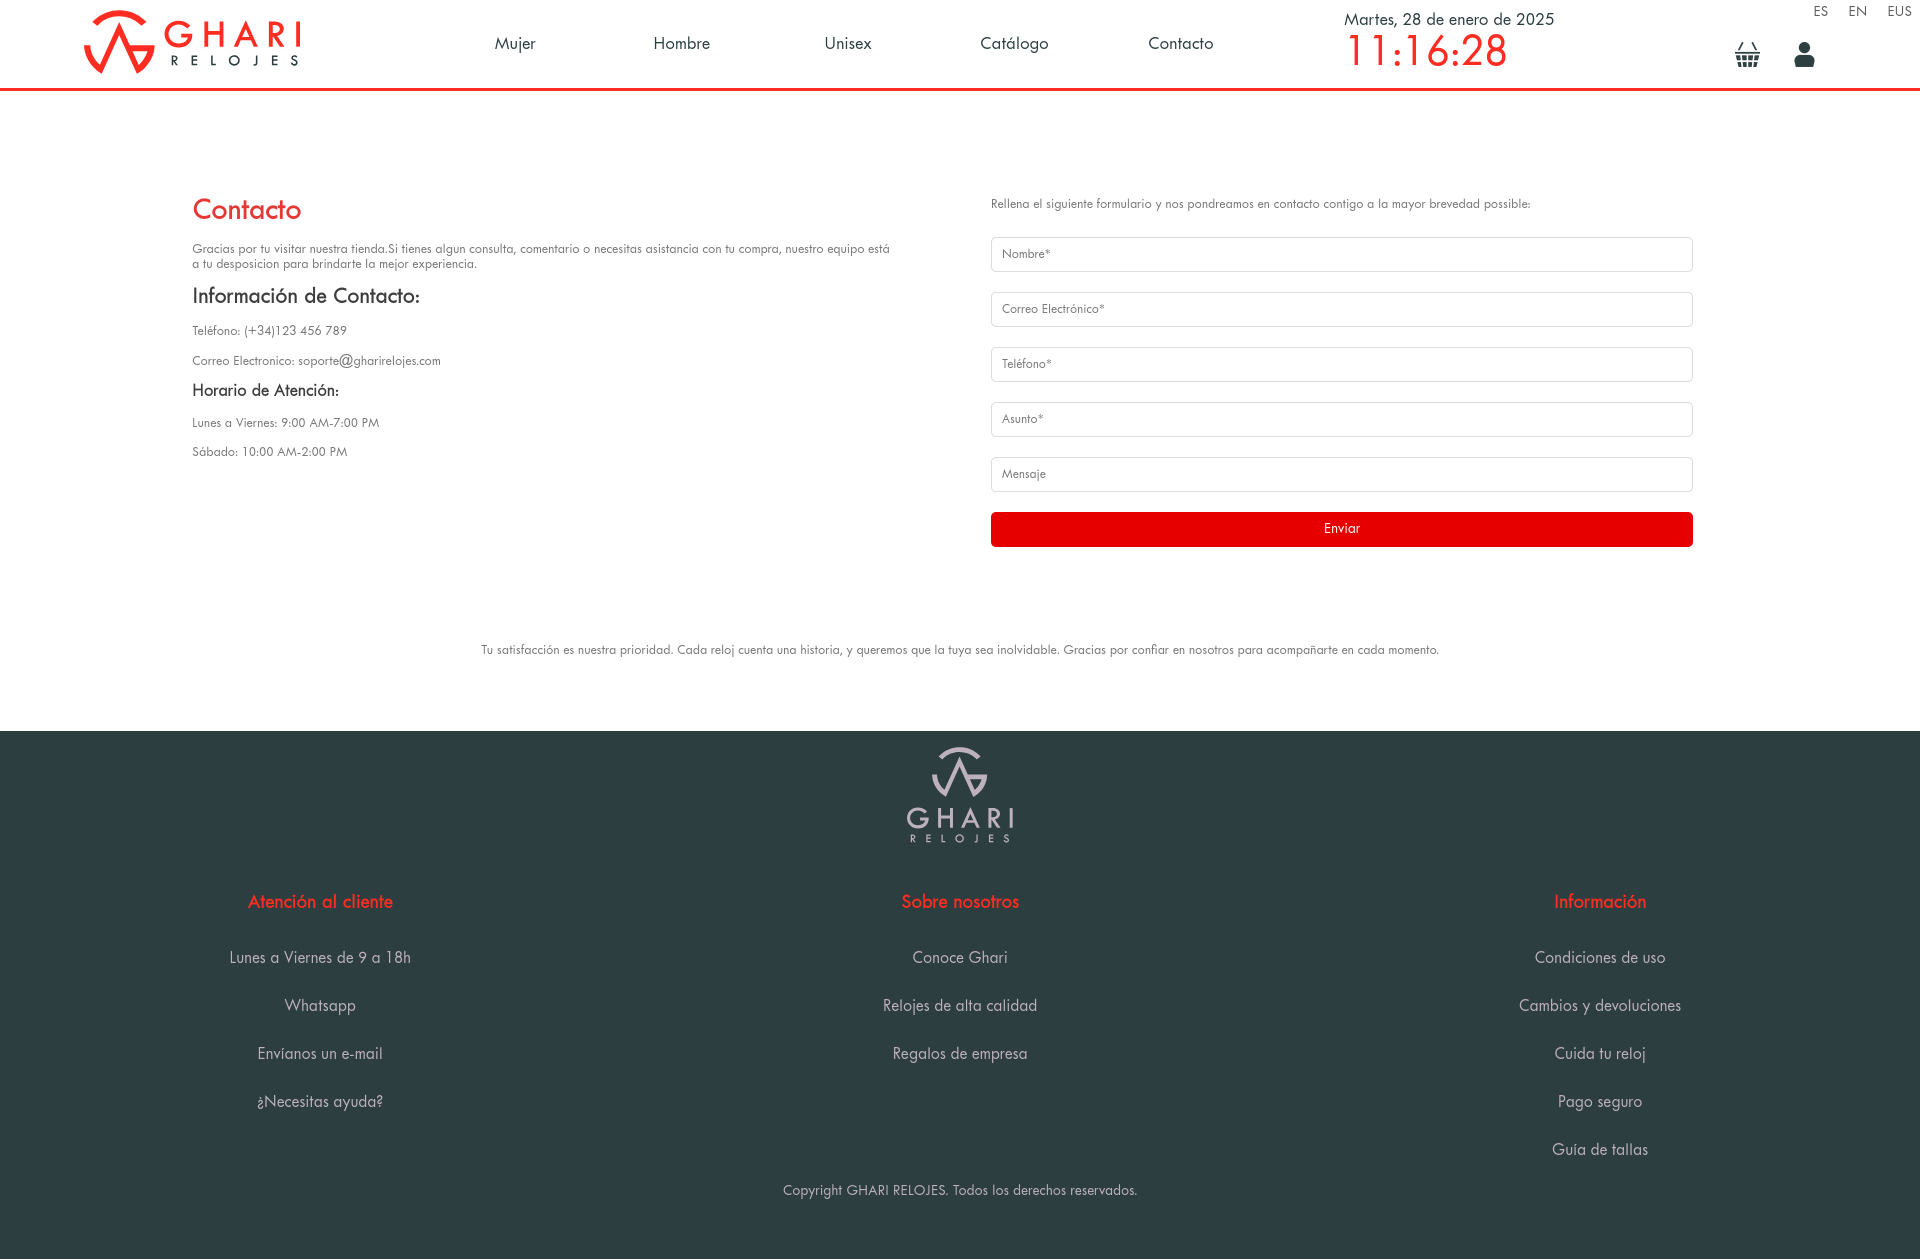 GHARI
RELOJES
Mujer
Hombre
Unisex
Catálogo
Contacto
Martes, 28 de enero de 2025
11:16:28
ES EN EUS
Contacto
Gracias por tu visitar nuestra tienda.Si tienes algun consulta, comentario o necesitas asistancia con tu compra, nuestro equipo está
a tu desposicion para brindarte la mejor experiencia.
Información de Contacto:
Teléfono: (+34)123 456 789
Correo Electronico: soporte@gharirelojes.com
Horario de Atención:
Lunes a Viernes: 9:00 AM-7:00 PM
Sábado: 10:00 AM-2:00 PM
Rellena el siguiente formulario y nos pondreamos en contacto contigo a la mayor brevedad possible:
Nombre*
Correo Electrónico*
Teléfono*
Asunto*
Mensaje
Enviar
Tu satisfacción es nuestra prioridad. Cada reloj cuenta una historia, y queremos que la tuya sea inolvidable. Gracias por confiar en nosotros para acompañarte en cada momento.
GHARI
RELOJES
Atención al cliente
Lunes a Viernes de 9 a 18h
Whatsapp
Envíanos un e-mail
¿Necesitas ayuda?
Sobre nosotros
Conoce Ghari
Relojes de alta calidad
Regalos de empresa
Información
Condiciones de uso
Cambios y devoluciones
Cuida tu reloj
Pago seguro
Guía de tallas
Copyright GHARI RELOJES. Todos los derechos reservados.